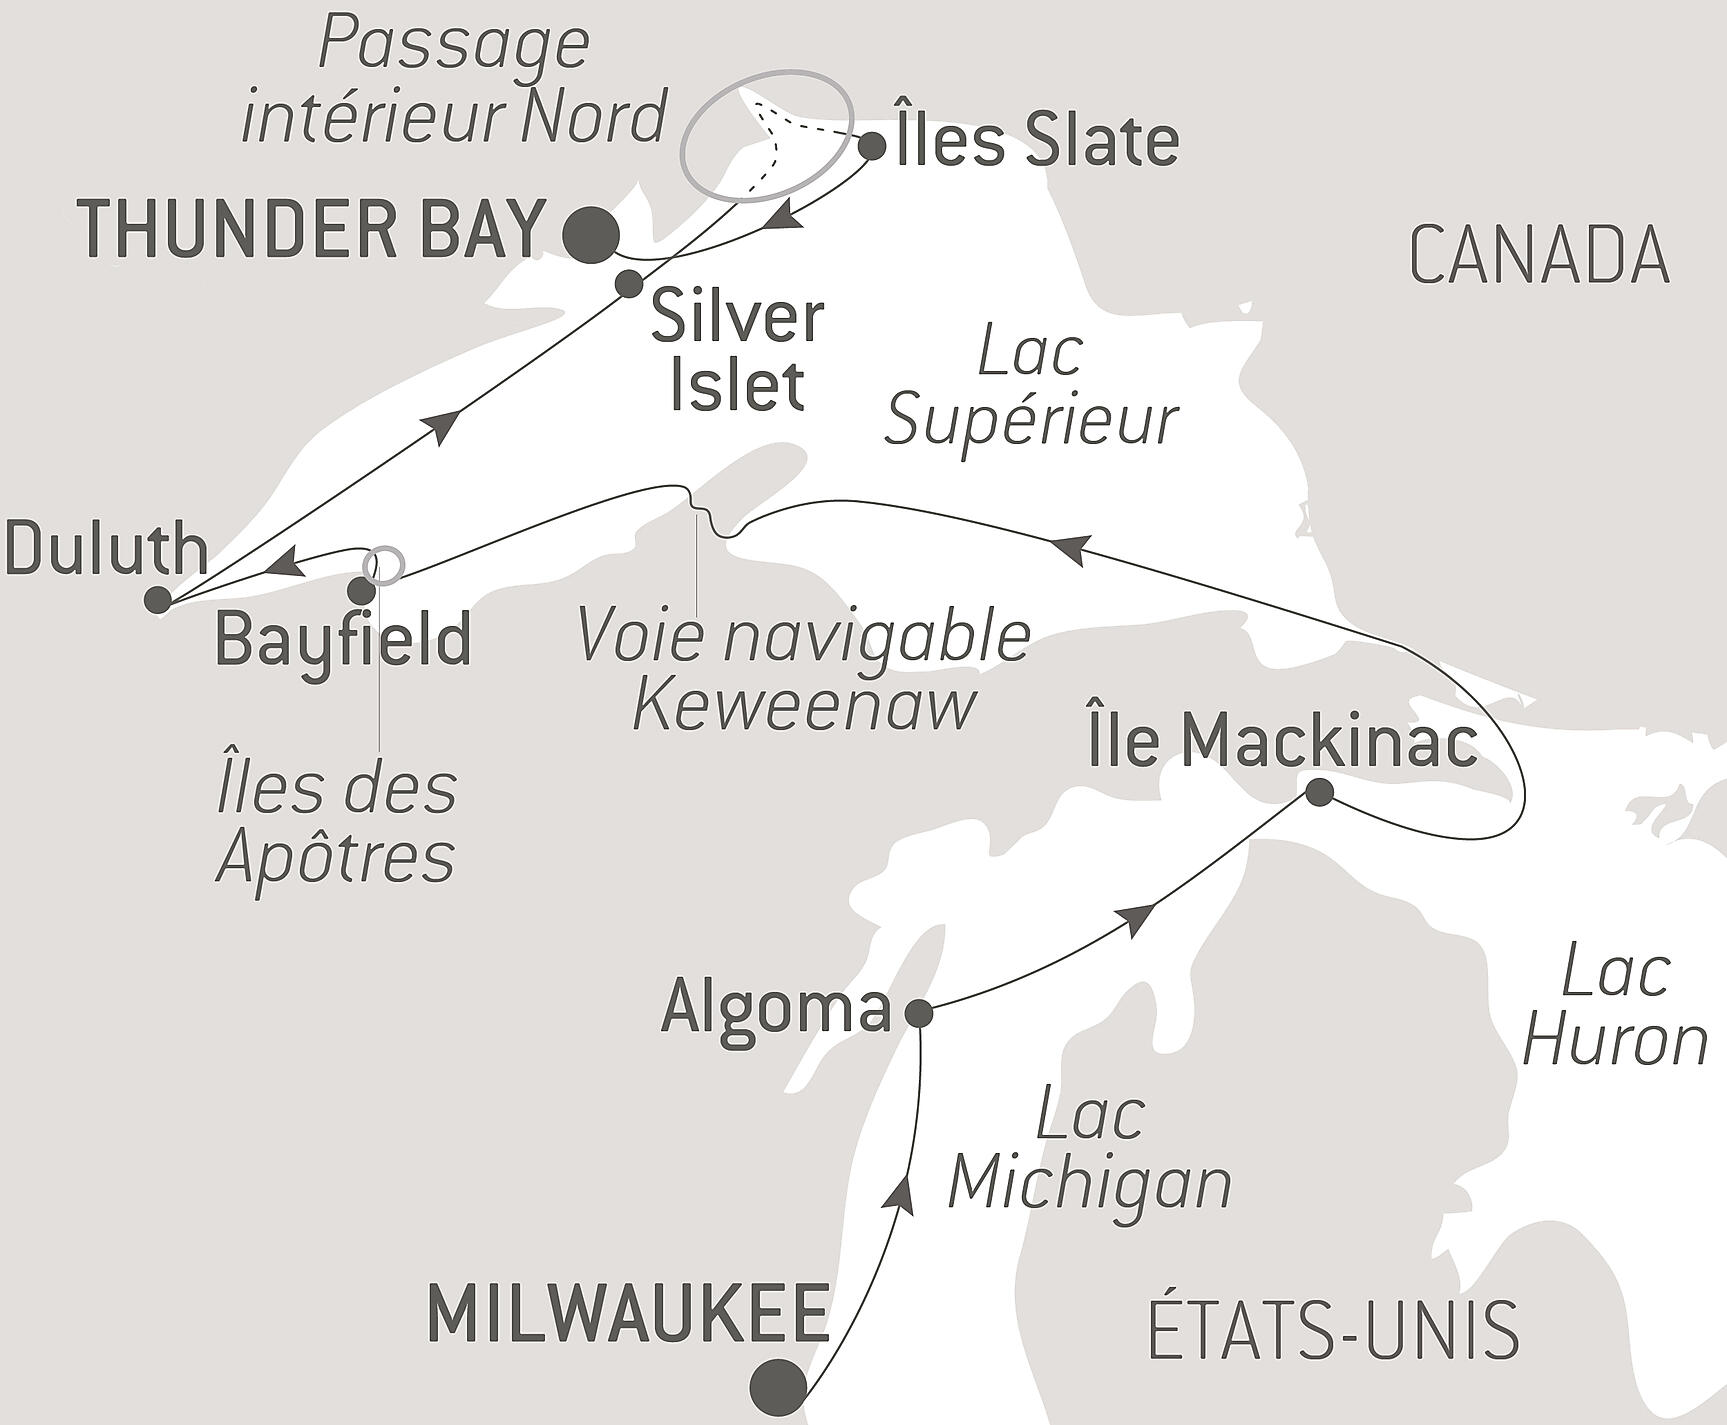 Passage
intérieur Nord
Îles Slate
THUNDER BAY
CANADA
Silver
Islet
Lac
Supérieur
Duluth
Bayfield
Voie navigable
Keweenaw
Îles des
Apôtres
Île Mackinac
Algoma
Lac
Huron
Lac
Michigan
MILWAUKEE
ÉTATS-UNIS